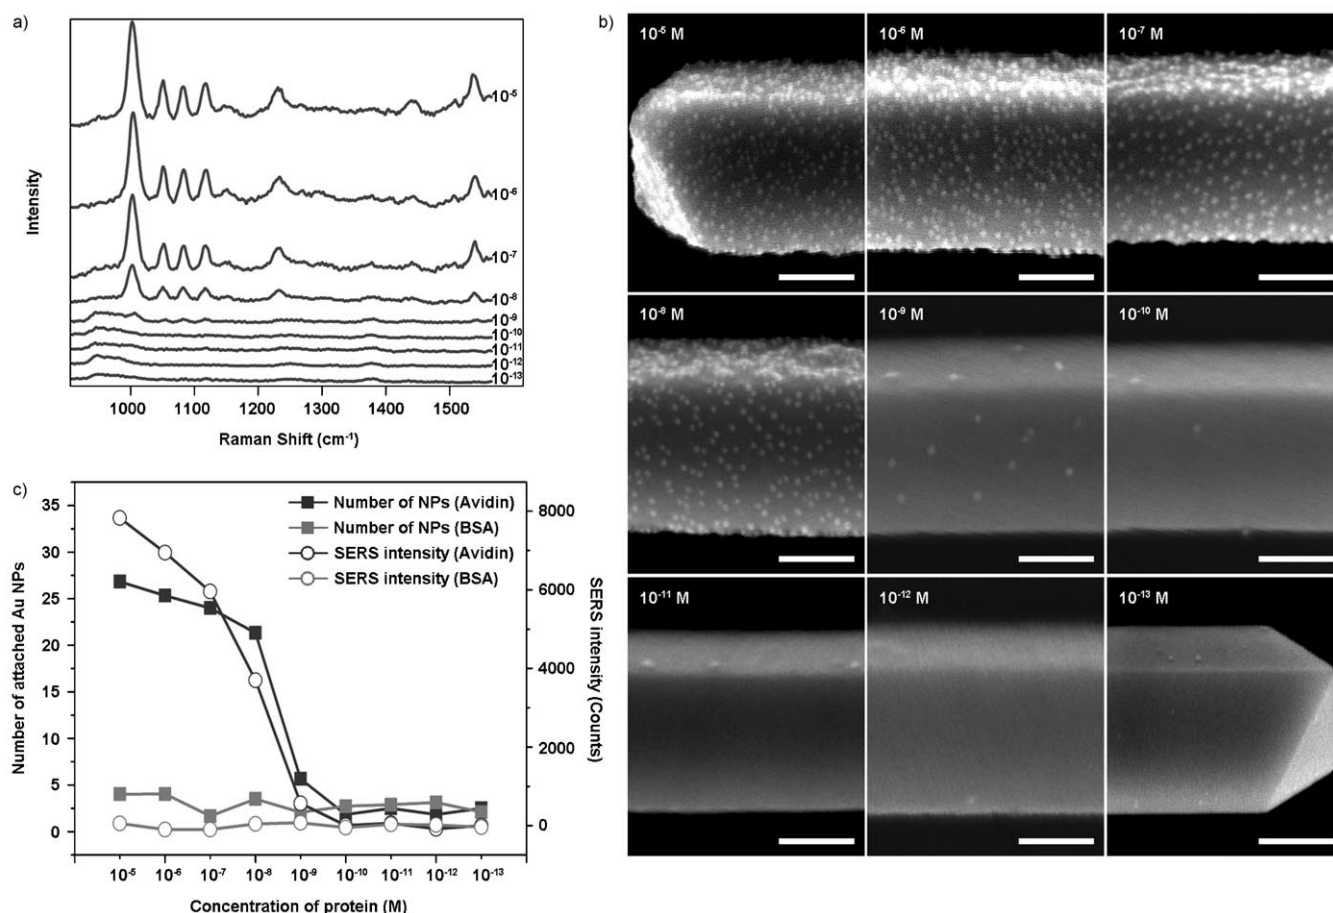 a)
10-5
10-6
10-7
10-8
10-9
10-10
10-11
10-12
10-13
Intensity
1000 1100 1200 1300 1400 1500
Raman Shift (cm-1)
b)
10-5 M
10-6 M
10-7 M
10-8 M
10-9 M
10-10 M
10-11 M
10-12 M
10-13 M
c)
Number of attached Au NPs
35
30
25
20
15
10
5
0
Number of NPs (Avidin)
Number of NPs (BSA)
SERS intensity (Avidin)
SERS intensity (BSA)
8000
6000
4000
2000
0
SERS intensity
(Counts)
10-5 10-6 10-7 10-8 10-9 10-10 10-11 10-12 10-13
Concentration of protein (M)